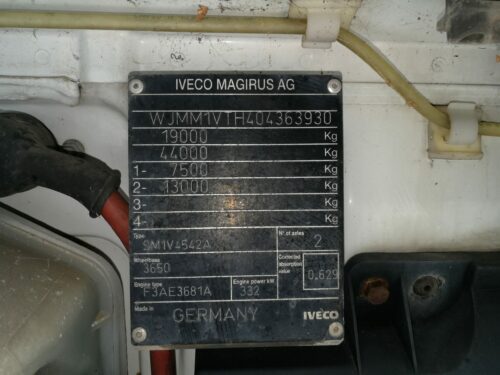 IVECO MAGIRUS AG
WJMM1VTH404363930
19000 Kg
44000 Kg
1- 7500 Kg
2- 13000 Kg
3- Kg
4- Kg
Type N°. of axles
SM1V4542A 2
Wheelbase Corrected absorption value
3650 0.629
Engine type Engine power kW
F3AE3681A 332
Made in GERMANY IVECO